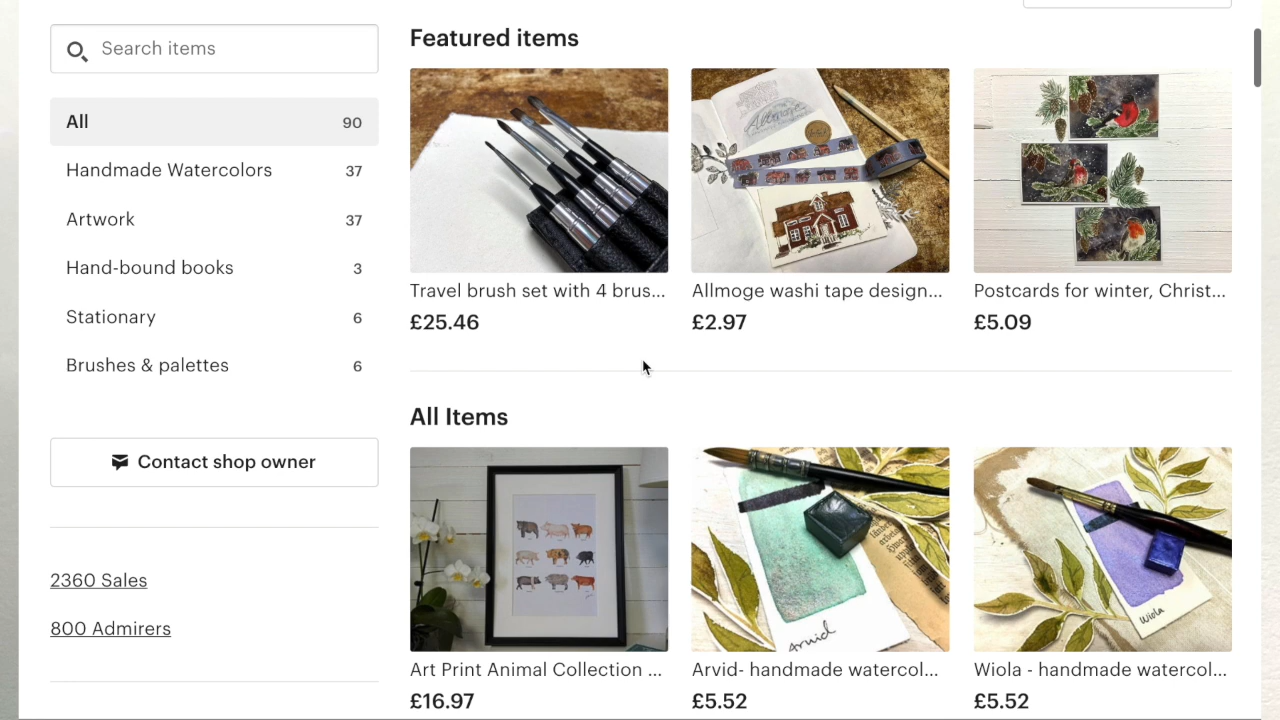 Search items
All 90
Handmade Watercolors 37
Artwork 37
Hand-bound books 3
Stationary 6
Brushes & palettes 6
Contact shop owner
2360 Sales
800 Admirers
Featured items
Travel brush set with 4 brus...
£25.46
Allmoge washi tape design...
£2.97
Postcards for winter, Christ...
£5.09
All Items
Arvid
Wiola
Art Print Animal Collection ...
£16.97
Arvid- handmade watercol...
£5.52
Wiola - handmade watercol...
£5.52